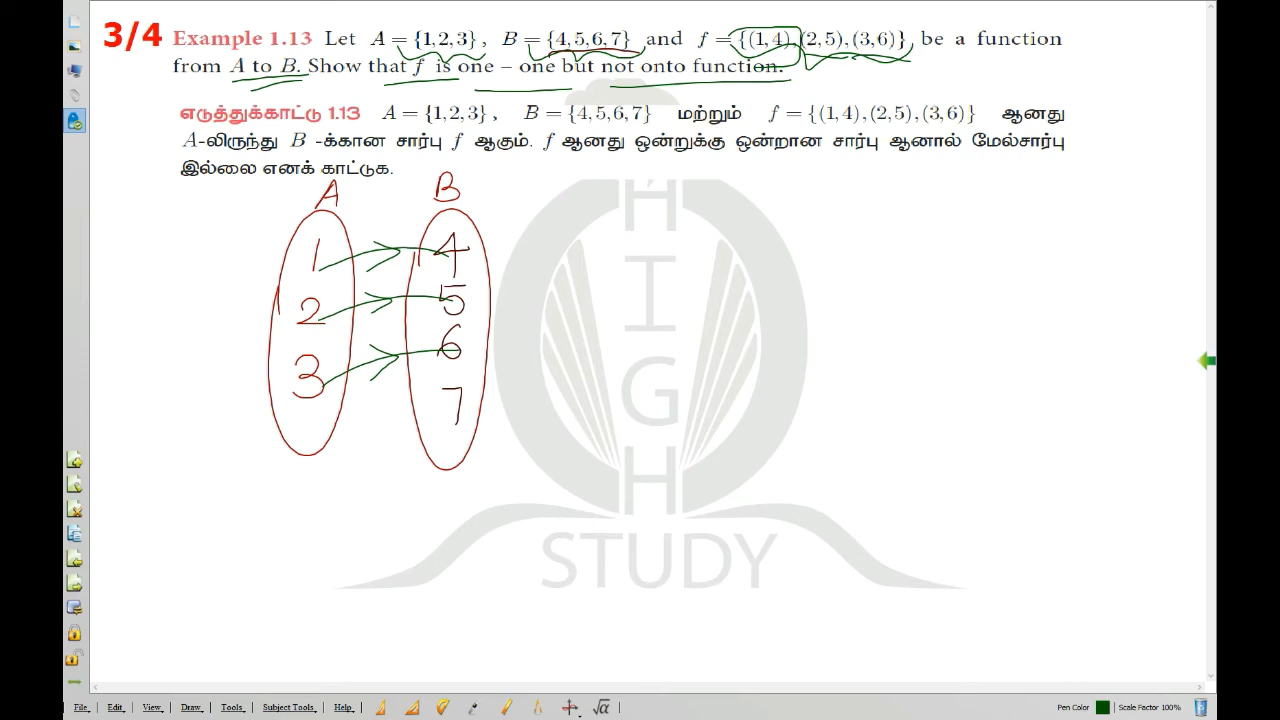 3/4 Example 1.13 Let A = {1,2,3}, B = {4,5,6,7} and f = {(1,4),(2,5),(3,6)} be a function
from A to B. Show that f is one – one but not onto function.
எடுத்துக்காட்டு 1.13 A = {1,2,3}, B = {4,5,6,7} மற்றும் f = {(1,4),(2,5),(3,6)} ஆனது
A-லிருந்து B -க்கான சார்பு f ஆகும். f ஆனது ஒன்றுக்கு ஒன்றான சார்பு ஆனால் மேல்சார்பு
இல்லை எனக் காட்டுக.
A B
1 4
2 5
3 6
7
HIGH
STUDY
File Edit View Draw Tools Subject Tools Help √α Pen Color Scale Factor 100%